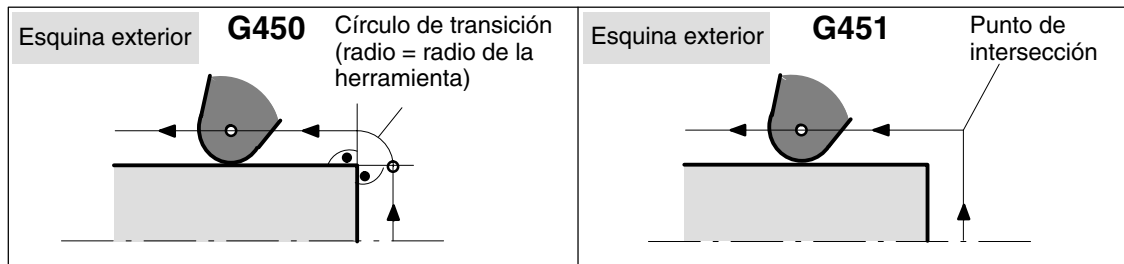 Esquina exterior
G450
Círculo de transición
(radio = radio de la
herramienta)
Esquina exterior
G451
Punto de
intersección